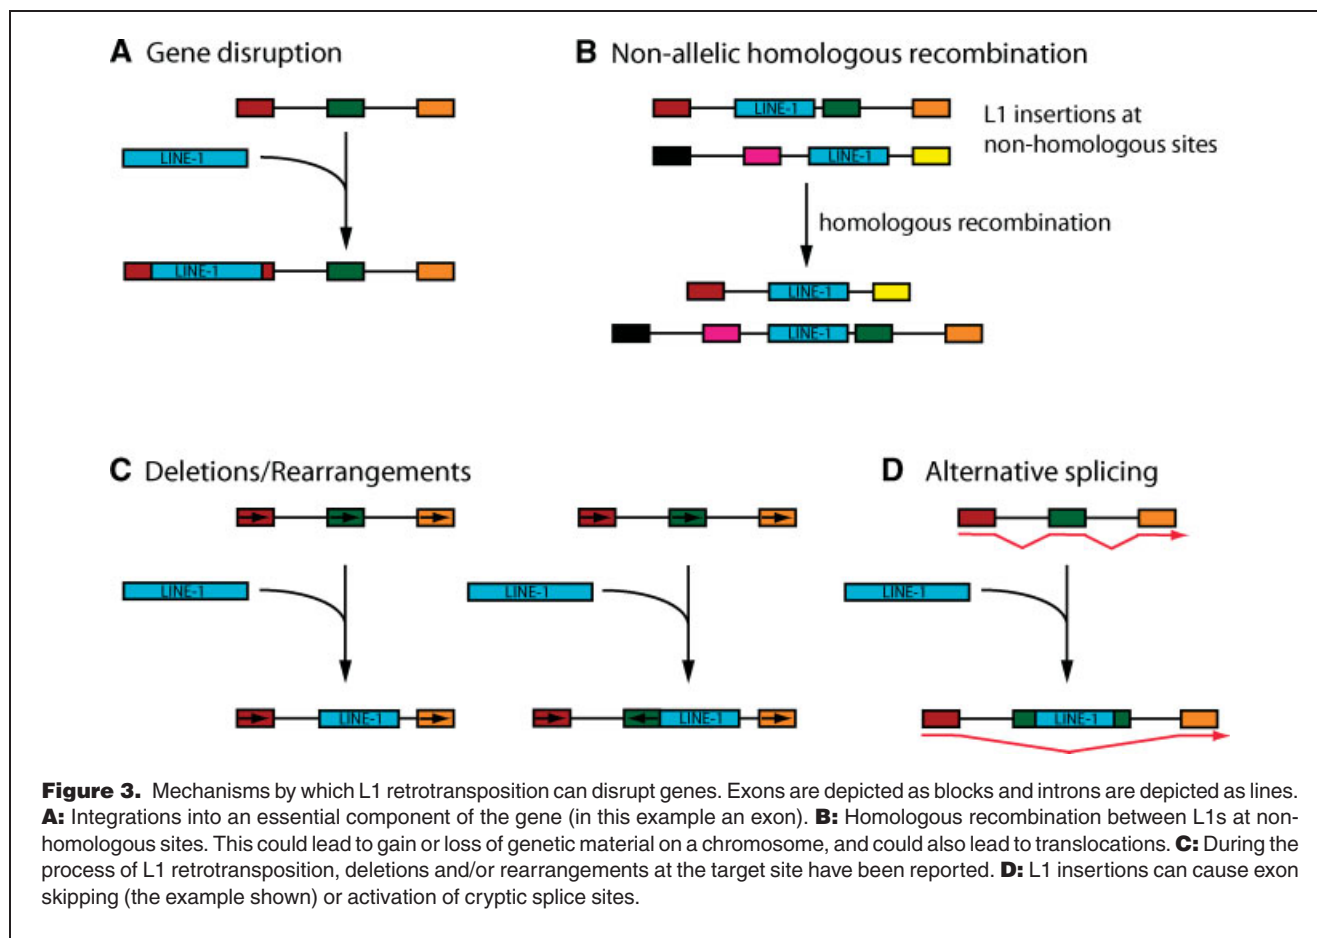 A Gene disruption
LINE-1
LINE-1
B Non-allelic homologous recombination
LINE-1
L1 insertions at
non-homologous sites
LINE-1
homologous recombination
LINE-1
LINE-1
C Deletions/Rearrangements
LINE-1
LINE-1
LINE-1
LINE-1
D Alternative splicing
LINE-1
LINE-1
Figure 3. Mechanisms by which L1 retrotransposition can disrupt genes. Exons are depicted as blocks and introns are depicted as lines.
A: Integrations into an essential component of the gene (in this example an exon). B: Homologous recombination between L1s at non-
homologous sites. This could lead to gain or loss of genetic material on a chromosome, and could also lead to translocations. C: During the
process of L1 retrotransposition, deletions and/or rearrangements at the target site have been reported. D: L1 insertions can cause exon
skipping (the example shown) or activation of cryptic splice sites.